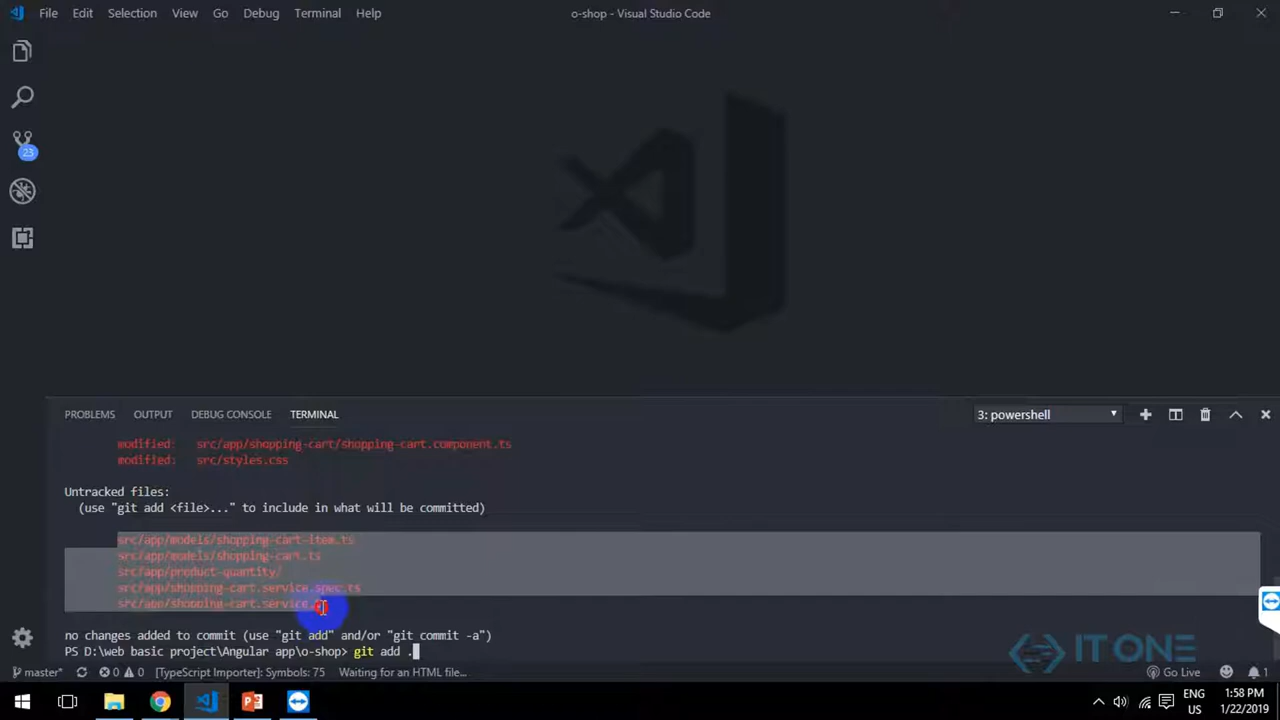 File Edit Selection View Go Debug Terminal Help
o-shop - Visual Studio Code
23
PROBLEMS OUTPUT DEBUG CONSOLE TERMINAL
3: powershell
modified: src/app/shopping-cart/shopping-cart.component.ts
modified: src/styles.css
Untracked files:
(use "git add <file>..." to include in what will be committed)
src/app/models/shopping-cart-item.ts
src/app/models/shopping-cart.ts
src/app/product-quantity/
src/app/shopping-cart.service.spec.ts
no changes added to commit (use "git add" and/or "git commit -a")
PS D:\web basic project\Angular app\o-shop> git add .
IT ONE
master* 0 0 [TypeScript Importer]: Symbols: 75 Waiting for an HTML file...
Go Live 1
ENG
US
1:58 PM
1/22/2019